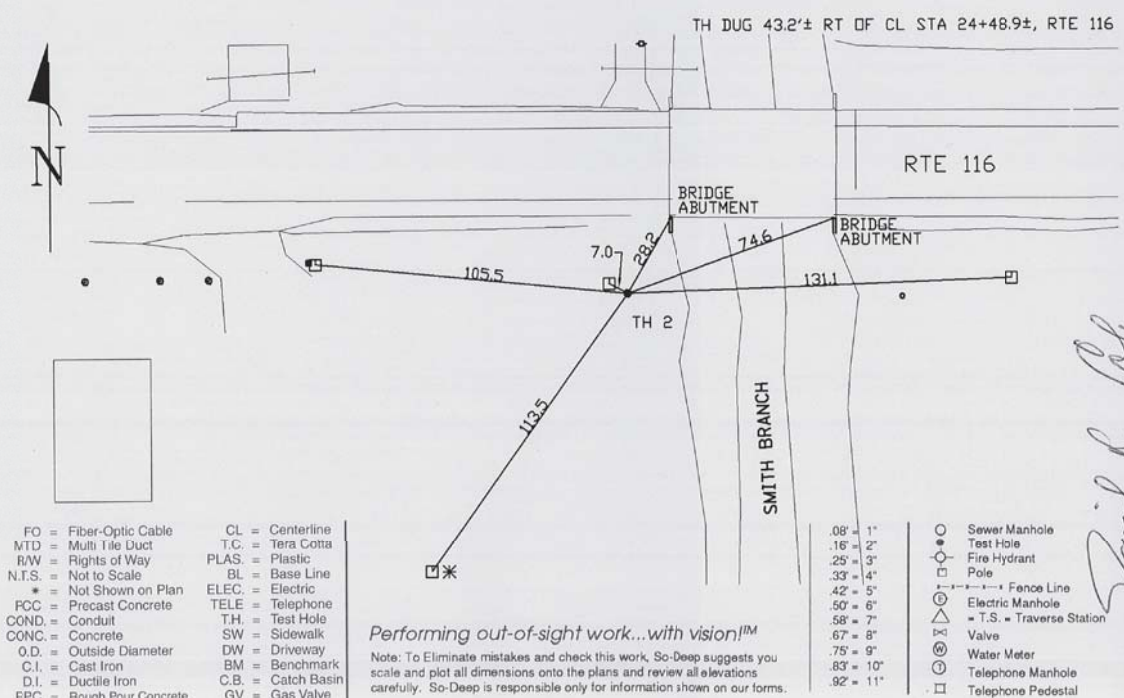 TH DUG 43.2'± RT OF CL STA 24+48.9±, RTE 116
N
RTE 116
BRIDGE
ABUTMENT
BRIDGE
ABUTMENT
7.0
28.2
74.6
105.5
131.1
TH 2
113.5
SMITH BRANCH
FO = Fiber-Optic Cable
MTD = Multi Tile Duct
R/W = Rights of Way
N.T.S. = Not to Scale
* = Not Shown on Plan
PCC = Precast Concrete
COND. = Conduit
CONC. = Concrete
O.D. = Outside Diameter
C.I. = Cast Iron
D.I. = Ductile Iron
RPC = Rough Pour Concrete
CL = Centerline
T.C. = Tera Cotta
PLAS. = Plastic
BL = Base Line
ELEC. = Electric
TELE = Telephone
T.H. = Test Hole
SW = Sidewalk
DW = Driveway
BM = Benchmark
C.B. = Catch Basin
GV = Gas Valve
Performing out-of-sight work...with vision!™
Note: To Eliminate mistakes and check this work, So-Deep suggests you
scale and plot all dimensions onto the plans and review all elevations
carefully. So-Deep is responsible only for information shown on our forms.
.08' = 1"
.16' = 2"
.25' = 3"
.33' = 4"
.42' = 5"
.50' = 6"
.58' = 7"
.67' = 8"
.75' = 9"
.83' = 10"
.92' = 11"
Sewer Manhole
Test Hole
Fire Hydrant
Pole
Fence Line
E Electric Manhole
= T.S. = Traverse Station
Valve
W Water Meter
T Telephone Manhole
Telephone Pedestal